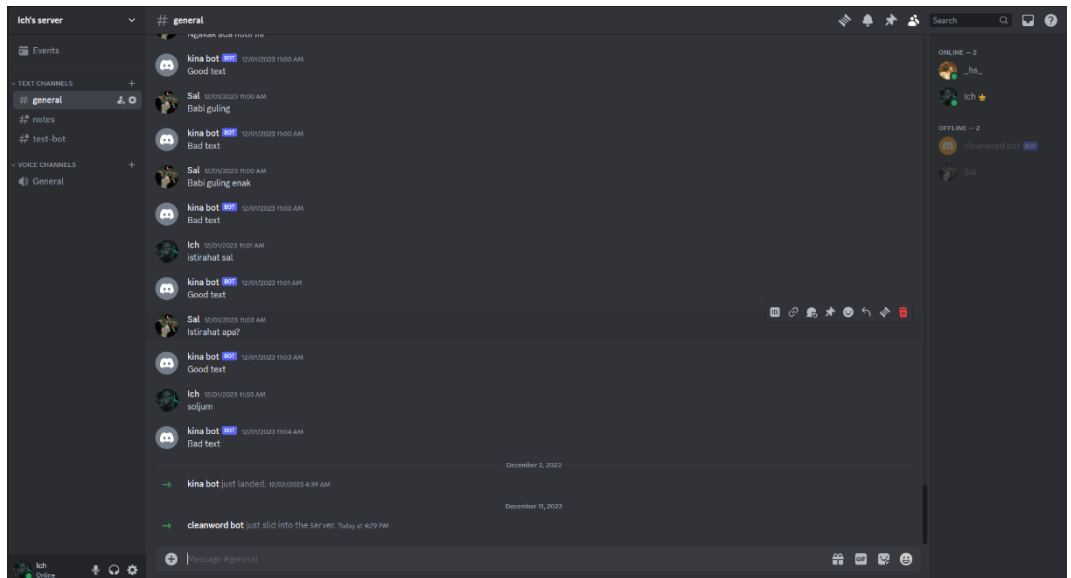 Ich's server
# general
Search
Events
TEXT CHANNELS
general
notes
test-bot
VOICE CHANNELS
General
kina bot BOT 12/01/2023 11:00 AM
Good text
Sal 12/01/2023 11:00 AM
Babi guling
kina bot BOT 12/01/2023 11:00 AM
Bad text
Sal 12/01/2023 11:00 AM
Babi guling enak
kina bot BOT 12/01/2023 11:00 AM
Bad text
Ich 12/01/2023 11:01 AM
istirahat sal
kina bot BOT 12/01/2023 11:01 AM
Good text
Sal 12/01/2023 11:03 AM
Istirahat apa?
kina bot BOT 12/01/2023 11:03 AM
Good text
Ich 12/01/2023 11:03 AM
soljum
kina bot BOT 12/01/2023 11:04 AM
Bad text
December 2, 2023
kina bot just landed. 12/02/2023 4:39 AM
December 11, 2023
cleanword bot just slid into the server. Today at 4:29 PM
Message #general
GIF
Ich
Online
ONLINE — 2
_hs_
Ich
OFFLINE — 2
cleanword bot BOT
Sal